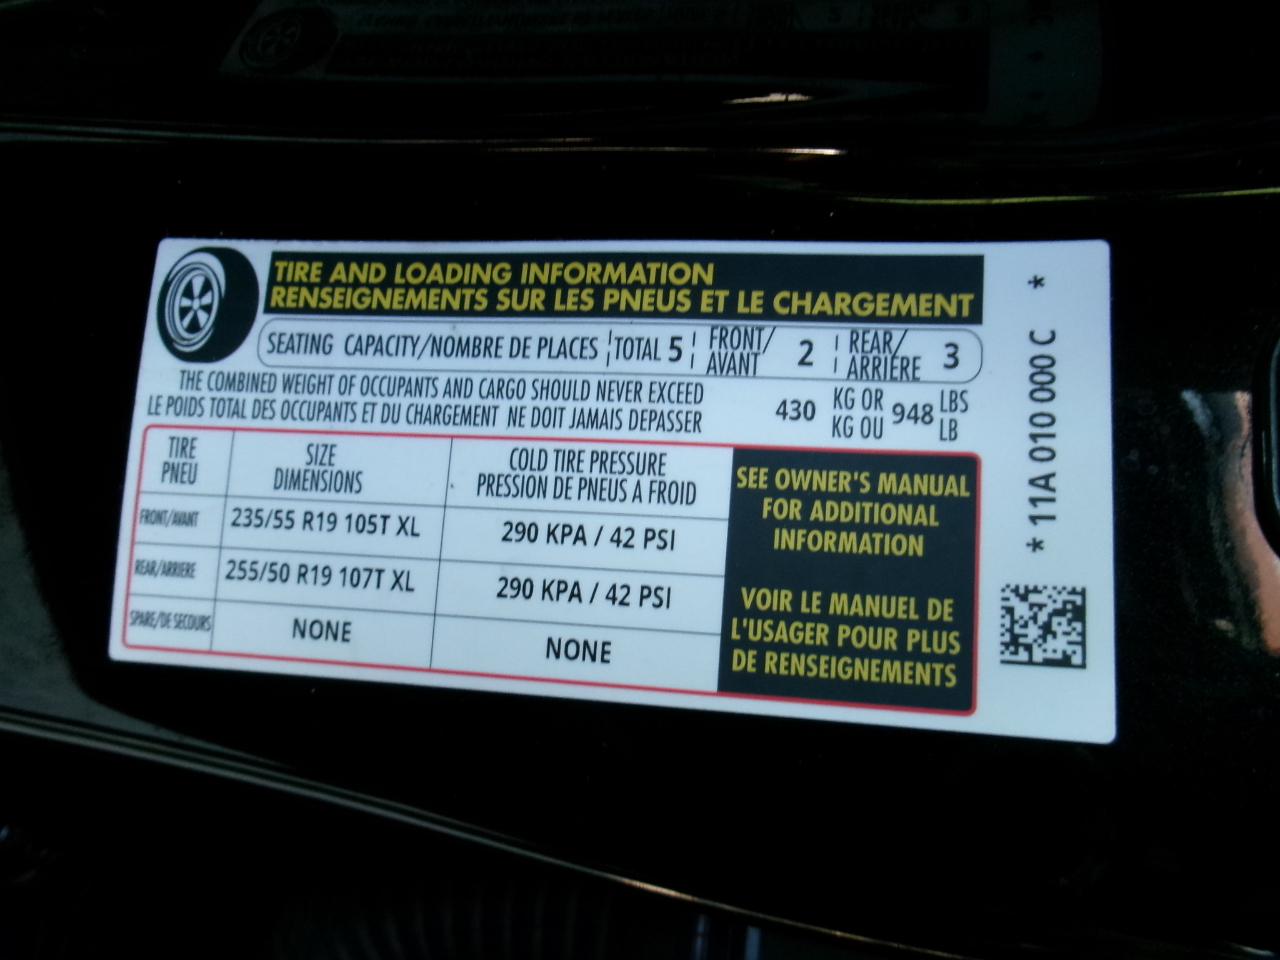 TIRE AND LOADING INFORMATION
RENSEIGNEMENTS SUR LES PNEUS ET LE CHARGEMENT
SEATING CAPACITY/NOMBRE DE PLACES TOTAL 5 FRONT/AVANT 2 REAR/ARRIÈRE 3
THE COMBINED WEIGHT OF OCCUPANTS AND CARGO SHOULD NEVER EXCEED
LE POIDS TOTAL DES OCCUPANTS ET DU CHARGEMENT NE DOIT JAMAIS DEPASSER
430 KG OR 948 LBS
KG OU LB
TIRE SIZE COLD TIRE PRESSURE
PNEU DIMENSIONS PRESSION DE PNEUS A FROID
FRONT/AVANT 235/55 R19 105T XL 290 KPA / 42 PSI
REAR/ARRIERE 255/50 R19 107T XL 290 KPA / 42 PSI
SPARE/DE SECOURS NONE NONE
SEE OWNER'S MANUAL
FOR ADDITIONAL
INFORMATION
VOIR LE MANUEL DE
L'USAGER POUR PLUS
DE RENSEIGNEMENTS
* 11A 010 000 C *